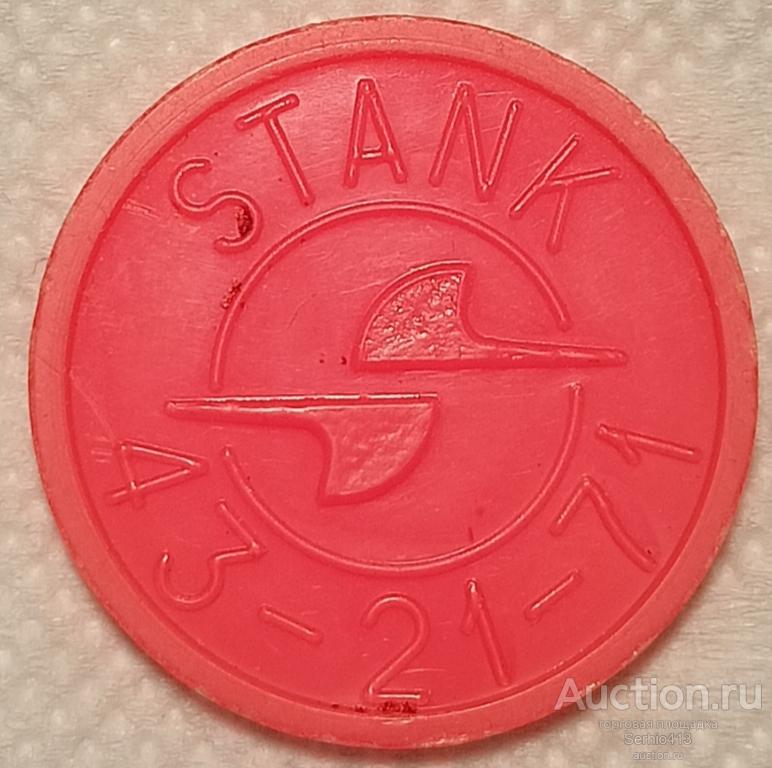 STANK
43-21-71
Auction.ru
торговая площадка
Serhio413
auction.ru